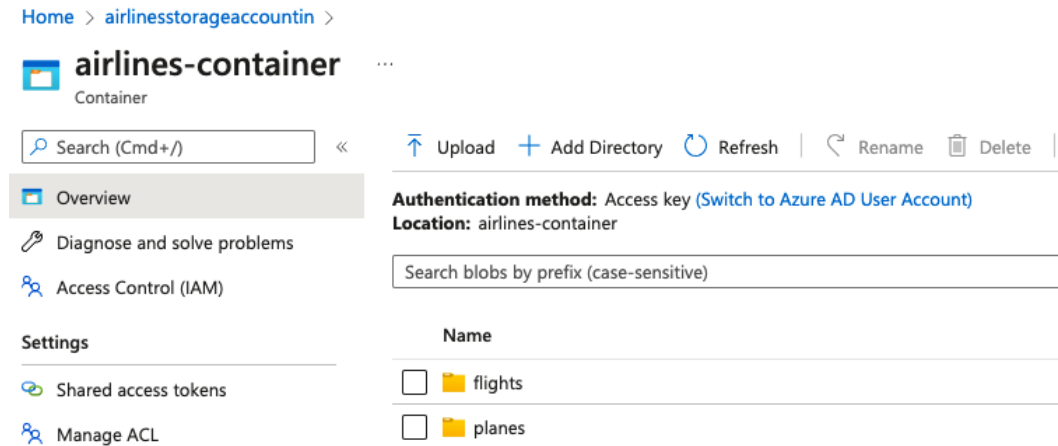 Home > airlinesstorageaccountin >
airlines-container ...
Container
Search (Cmd+/) «
Overview
Diagnose and solve problems
Access Control (IAM)
Settings
Shared access tokens
Manage ACL
Upload Add Directory Refresh Rename Delete
Authentication method: Access key (Switch to Azure AD User Account)
Location: airlines-container
Search blobs by prefix (case-sensitive)
Name
flights
planes